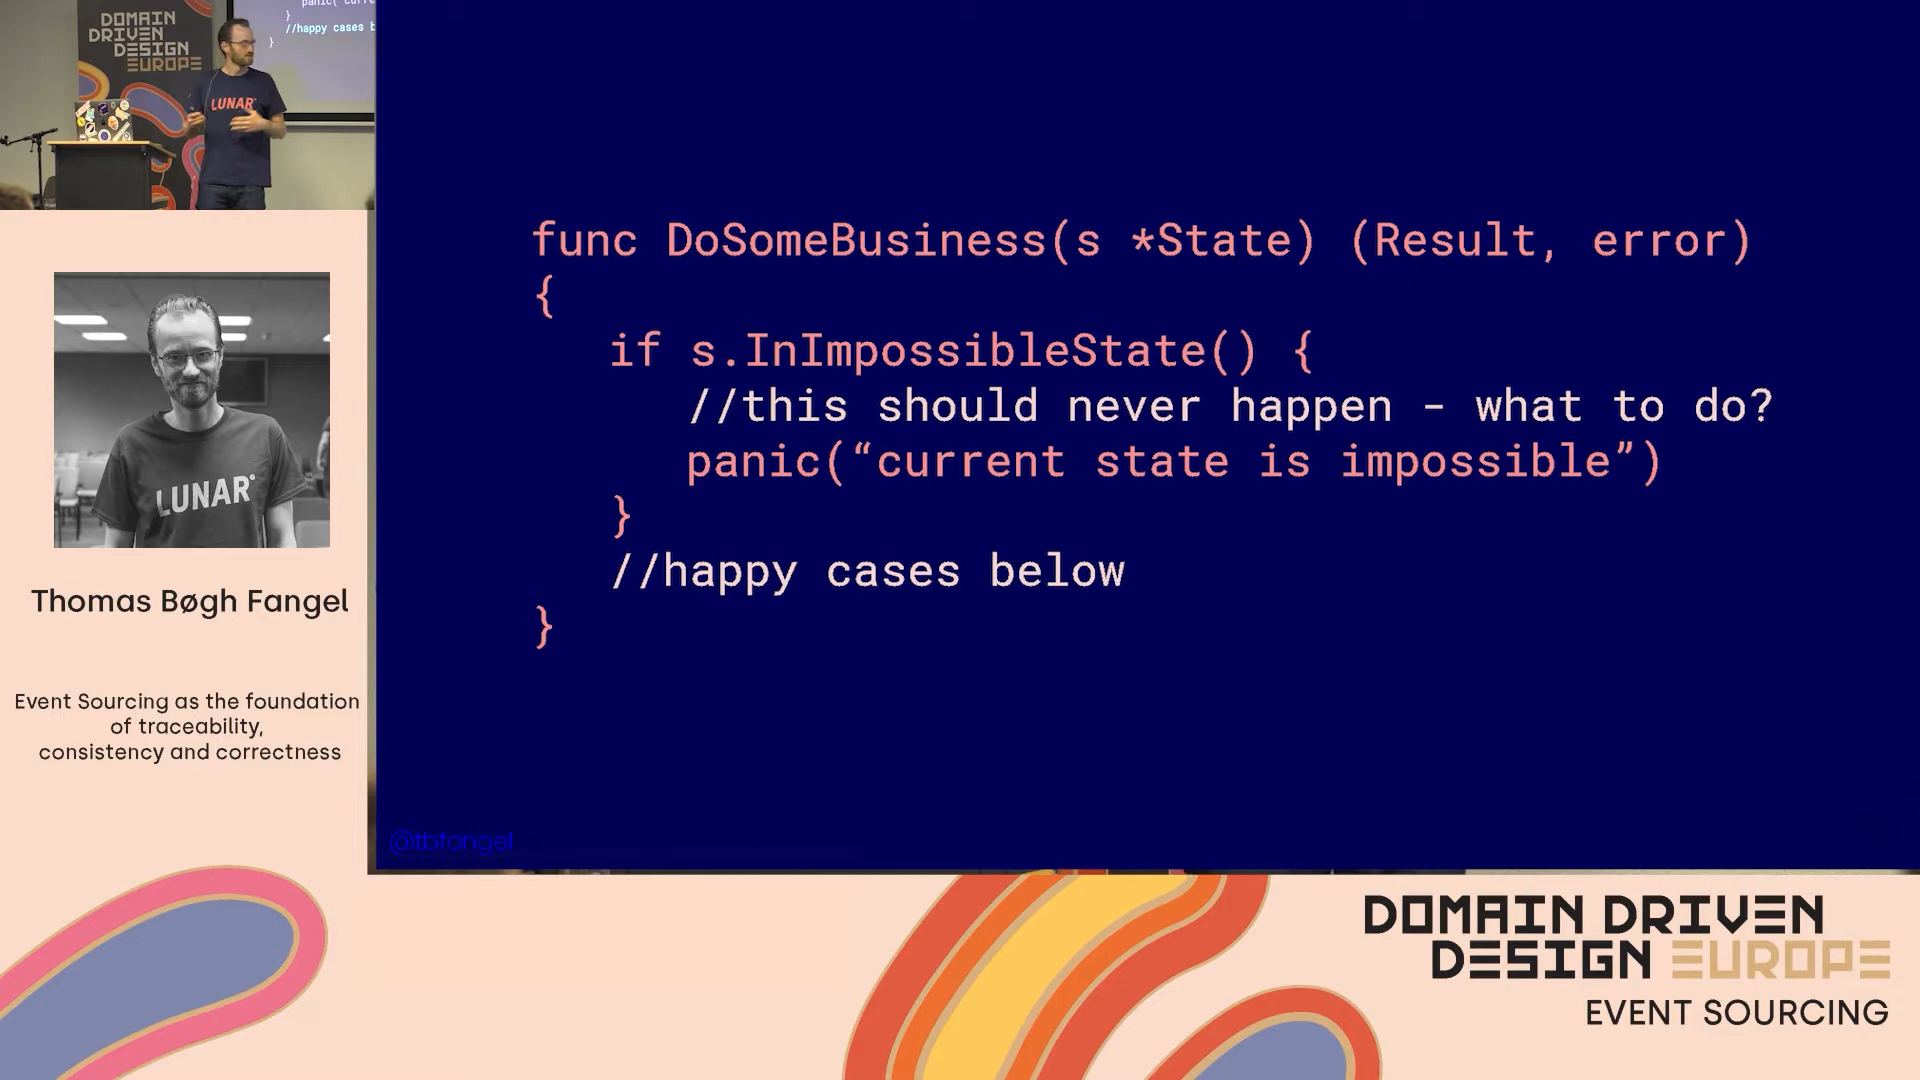 DOMAIN
DRIVEN
DESIGN
EUROPE
LUNAR
panic("curre
}
//happy cases b
}
LUNAR
Thomas Bøgh Fangel
Event Sourcing as the foundation
of traceability,
consistency and correctness
func DoSomeBusiness(s *State) (Result, error)
{
if s.InImpossibleState() {
//this should never happen - what to do?
panic(“current state is impossible”)
}
//happy cases below
}
@tbfangel
DOMAIN DRIVEN
DESIGN EUROPE
EVENT SOURCING